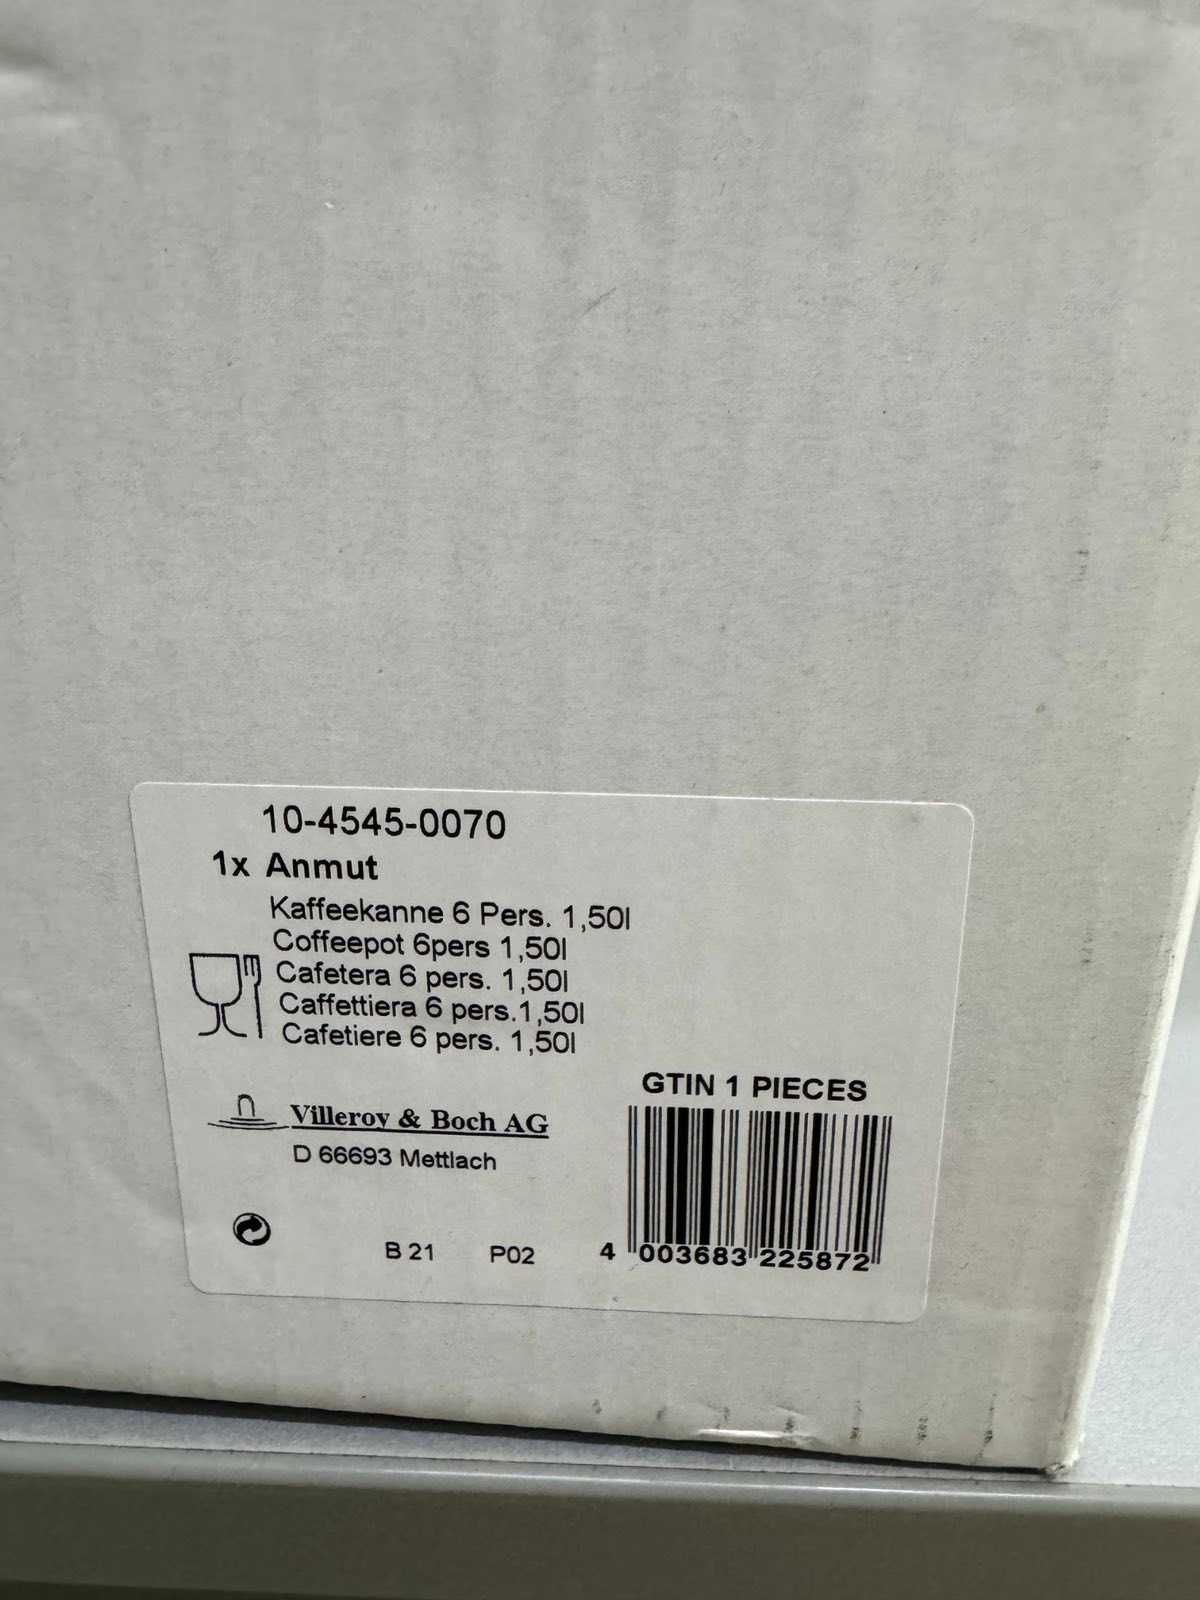 10-4545-0070
1x Anmut
Kaffeekanne 6 Pers. 1,50l
Coffeepot 6pers 1,50l
Cafetera 6 pers. 1,50l
Caffettiera 6 pers.1,50l
Cafetiere 6 pers. 1,50l
GTIN 1 PIECES
Villeroy & Boch AG
D 66693 Mettlach
B 21 P02
4 003683 225872